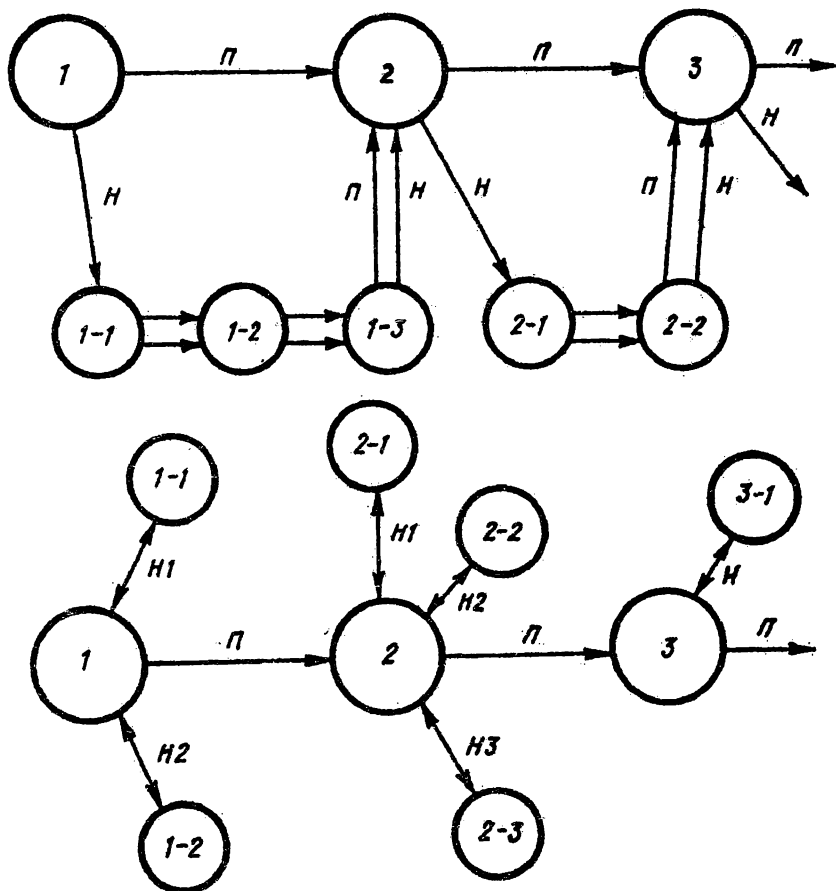 1 П 2 П 3 П
Н П Н Н П Н Н
1-1 1-2 1-3 2-1 2-2
2-1
1-1 3-1
Н1 Н1 2-2 Н
Н2
1 П 2 П 3 П
Н2 Н3
1-2 2-3